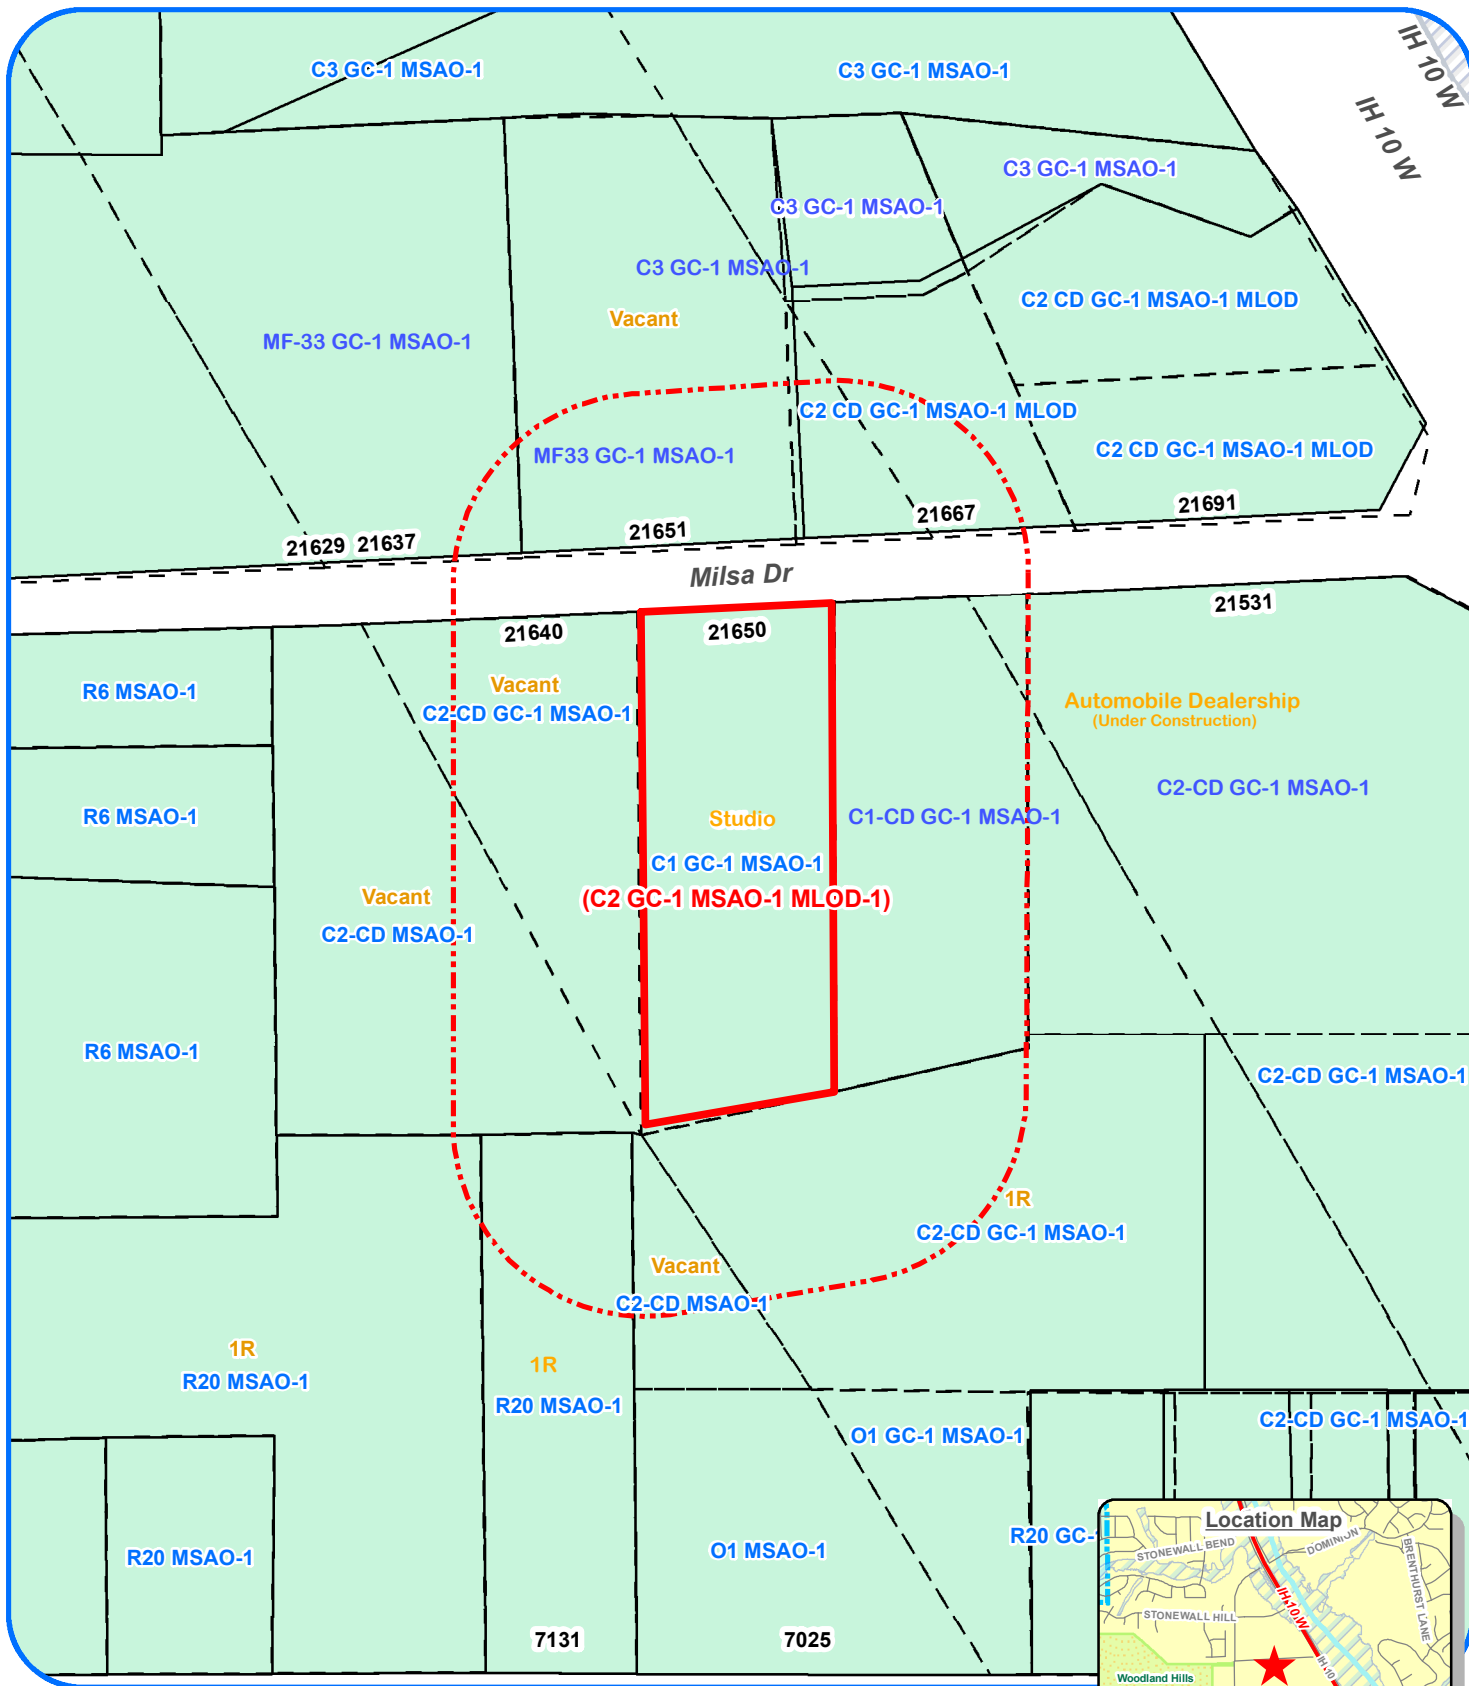 IH 10 W
IH 10 W
C3 GC-1 MSAO-1
C3 GC-1 MSAO-1
C3 GC-1 MSAO-1
C3 GC-1 MSAO-1
C3 GC-1 MSAO-1
C2 CD GC-1 MSAO-1 MLOD
Vacant
MF-33 GC-1 MSAO-1
C2 CD GC-1 MSAO-1 MLOD
C2 CD GC-1 MSAO-1 MLOD
MF33 GC-1 MSAO-1
21691
21667
21651
21629
21637
Milsa Dr
21531
21650
21640
Vacant
C2-CD GC-1 MSAO-1
R6 MSAO-1
Automobile Dealership
(Under Construction)
C2-CD GC-1 MSAO-1
R6 MSAO-1
Studio
C1 GC-1 MSAO-1
(C2 GC-1 MSAO-1 MLOD-1)
C1-CD GC-1 MSAO-1
Vacant
C2-CD MSAO-1
R6 MSAO-1
C2-CD GC-1 MSAO-1
1R
C2-CD GC-1 MSAO-1
Vacant
C2-CD MSAO-1
1R
R20 MSAO-1
1R
R20 MSAO-1
C2-CD GC-1 MSAO-1
O1 GC-1 MSAO-1
R20 GC-
R20 MSAO-1
O1 MSAO-1
7131
7025
Location Map
STONEWALL BEND
DOMINION
BRENTHURST LANE
IH 10 W
STONEWALL HILL
IH 10
Woodland Hills